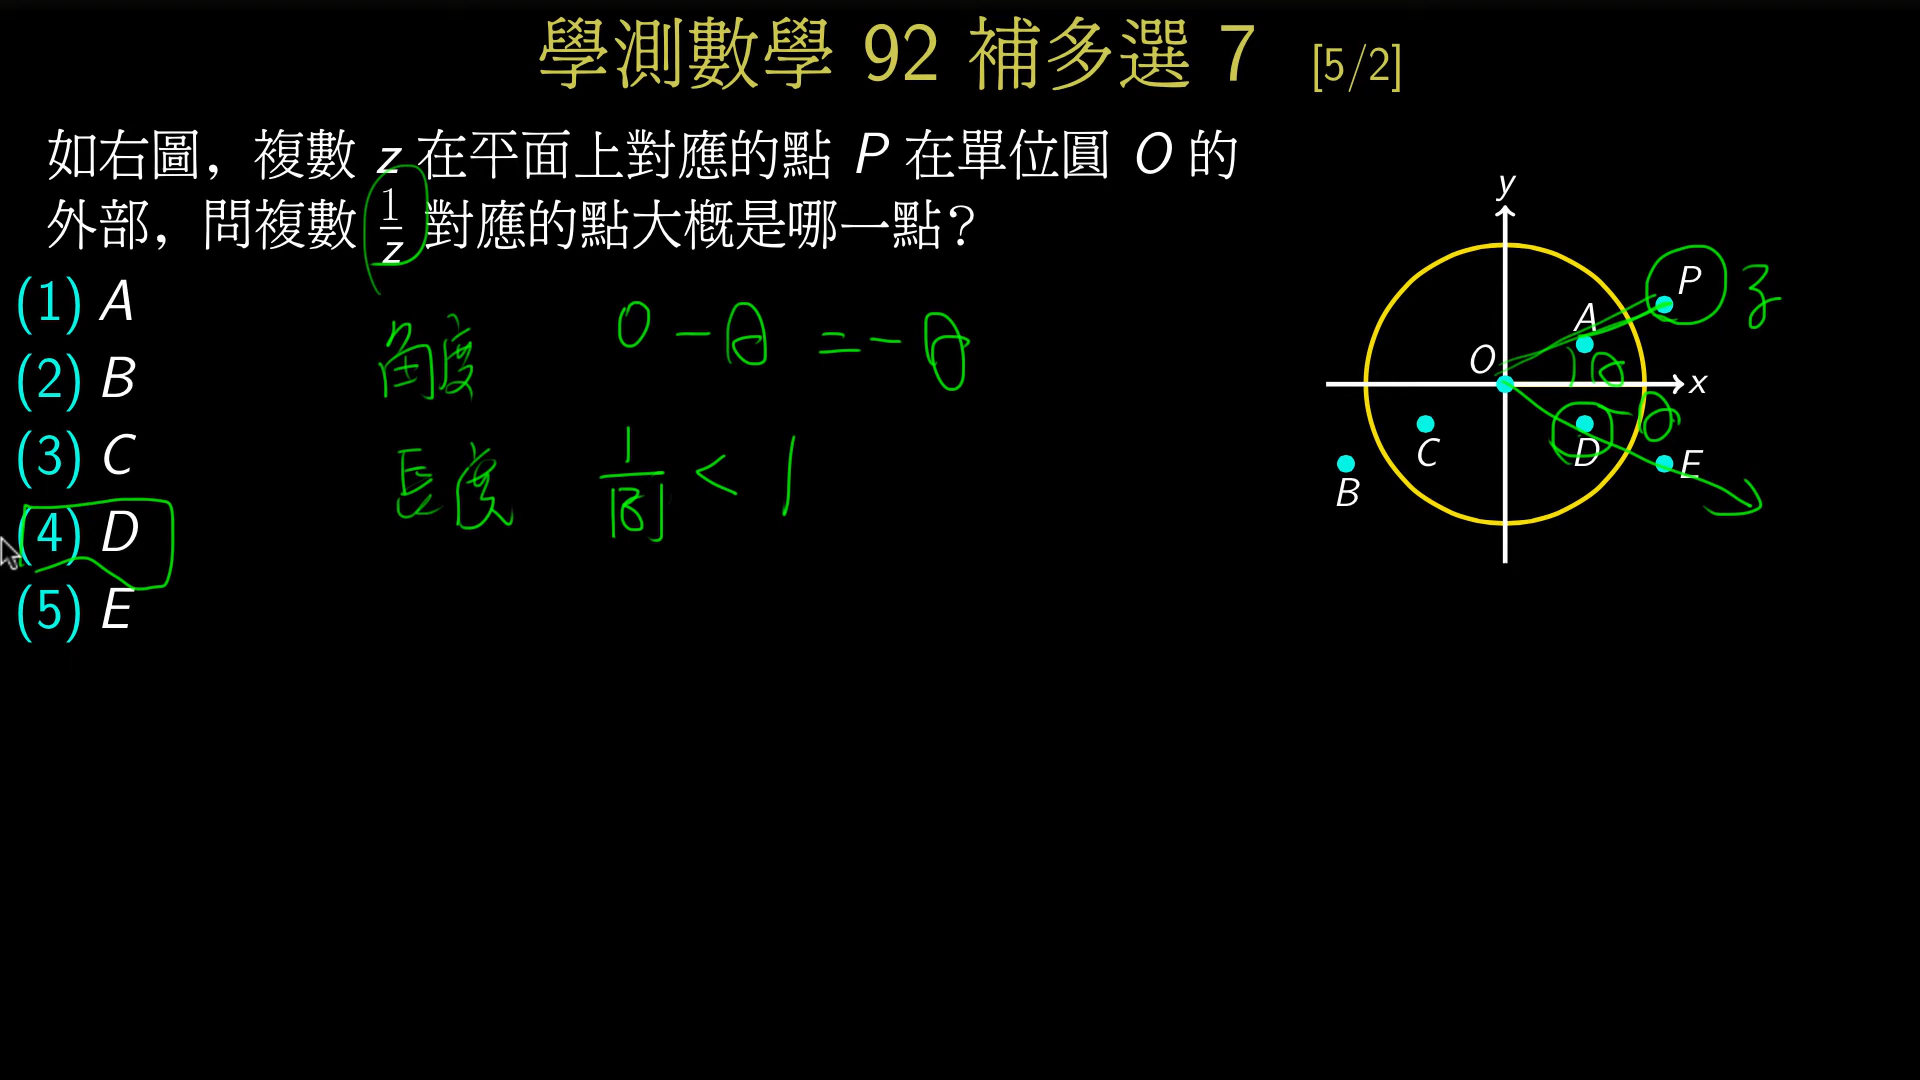 學測數學 92 補多選 7 [5/2]
如右圖，複數 z 在平面上對應的點 P 在單位圓 O 的
外部，問複數 1/z 對應的點大概是哪一點？
(1) A
(2) B
(3) C
(4) D
(5) E
角度 0 - θ = - θ
長度 1/|z| < 1
y
P z
A
O
θ
x
-θ
C
D
E
B